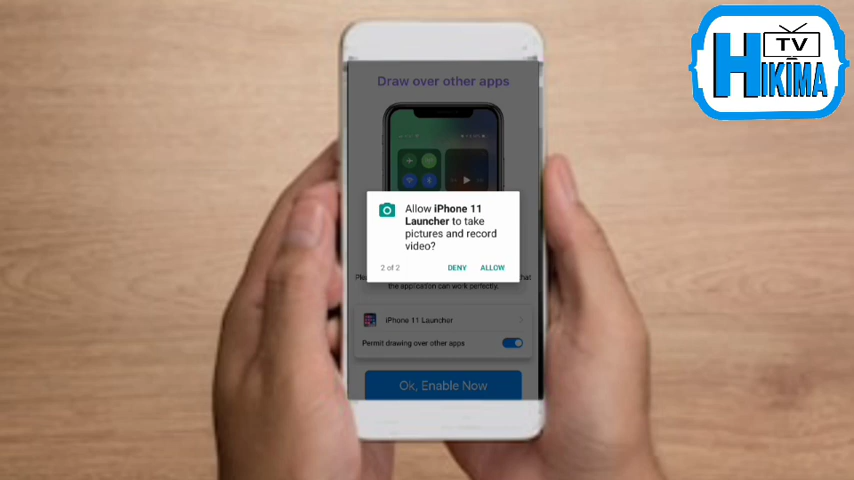 TV
HIKIMA
Draw over other apps
Allow iPhone 11
Launcher to take
pictures and record
video?
2 of 2
DENY
ALLOW
that
the application can work perfectly.
iPhone 11 Launcher
Permit drawing over other apps
Ok, Enable Now